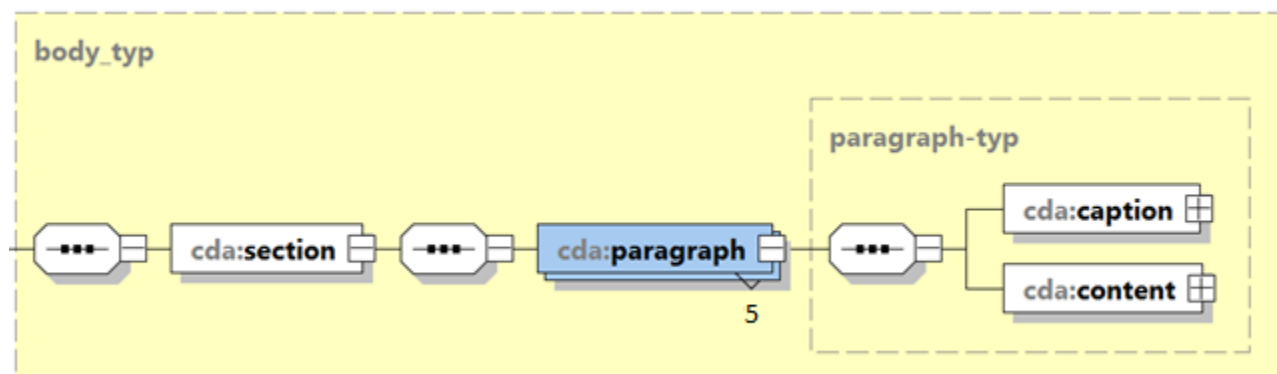 body_typ
paragraph-typ
cda:section
cda:paragraph
5
cda:caption
cda:content